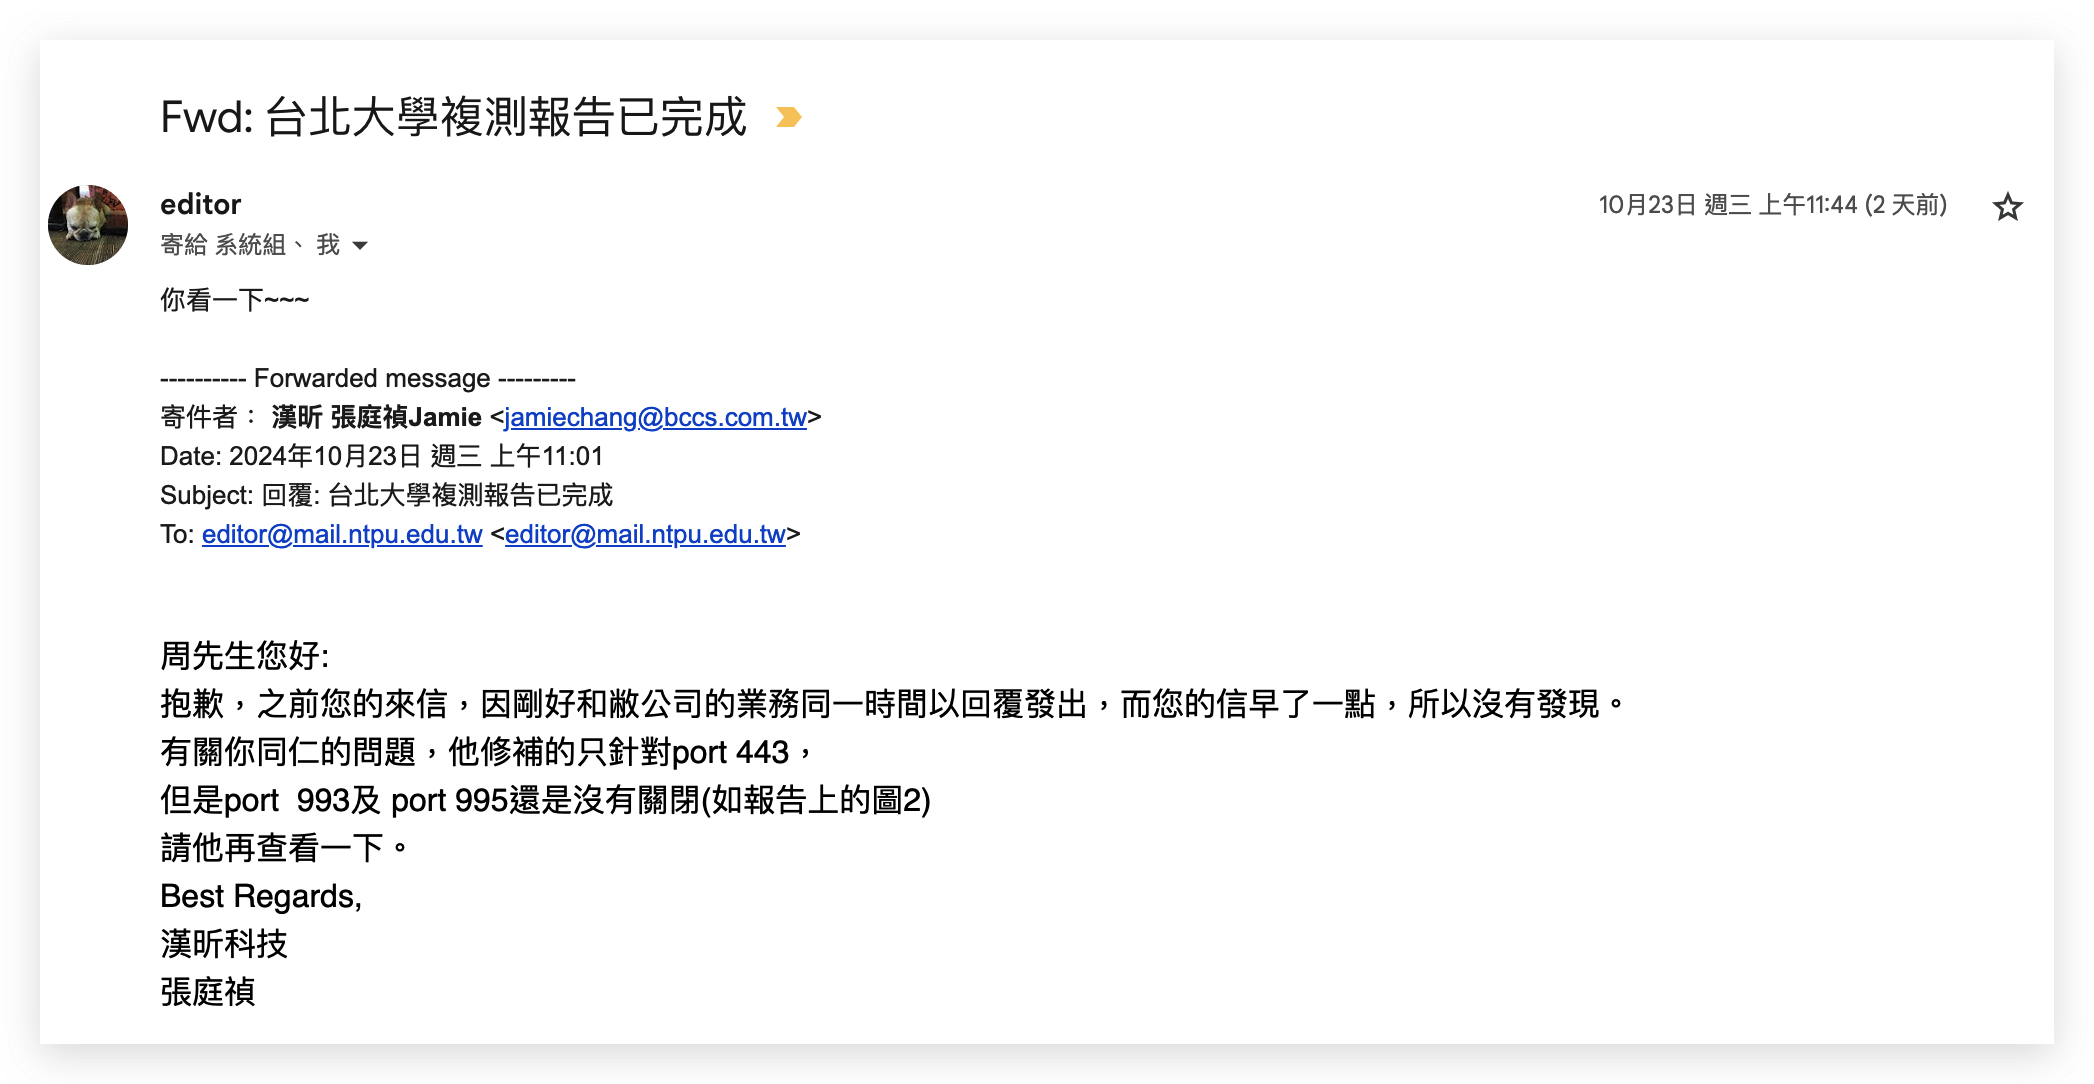 Fwd: 台北大學複測報告已完成
editor
10月23日 週三 上午11:44 (2 天前)
寄給 系統組、 我
你看一下~~~
---------- Forwarded message ---------
寄件者： 漢昕 張庭禎Jamie <jamiechang@bccs.com.tw>
Date: 2024年10月23日 週三 上午11:01
Subject: 回覆: 台北大學複測報告已完成
To: editor@mail.ntpu.edu.tw <editor@mail.ntpu.edu.tw>
周先生您好:
抱歉，之前您的來信，因剛好和敝公司的業務同一時間以回覆發出，而您的信早了一點，所以沒有發現。
有關你同仁的問題，他修補的只針對port 443，
但是port  993及 port 995還是沒有關閉(如報告上的圖2)
請他再查看一下。
Best Regards,
漢昕科技
張庭禎